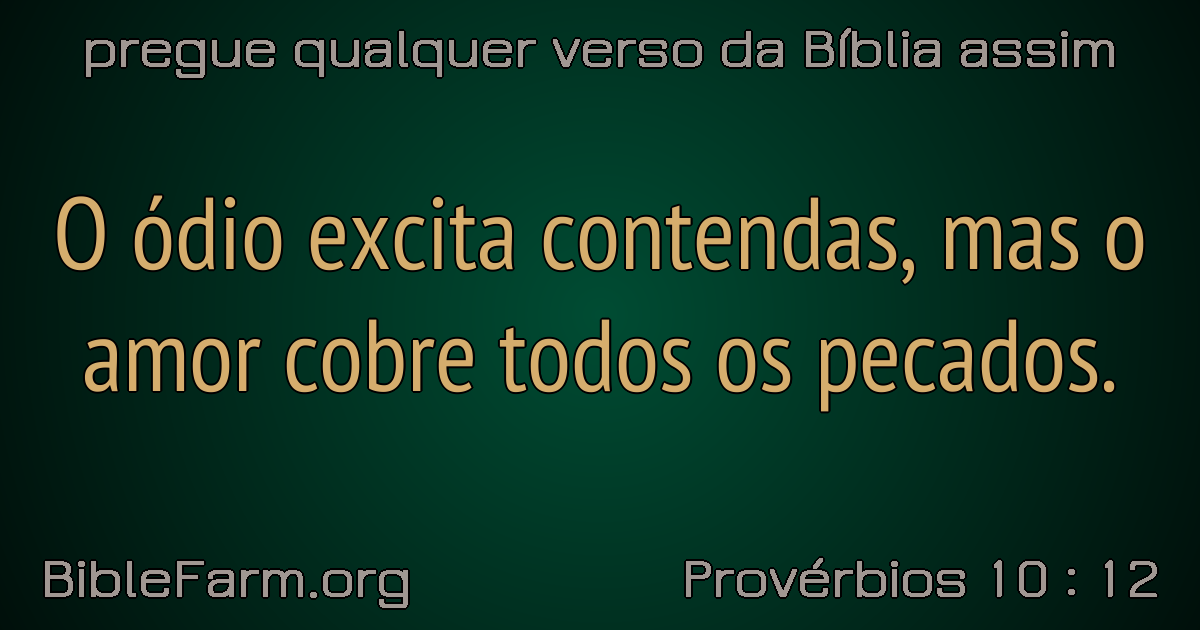 pregue qualquer verso da Bíblia assim
O ódio excita contendas, mas o
amor cobre todos os pecados.
BibleFarm.org
Provérbios 10 : 12